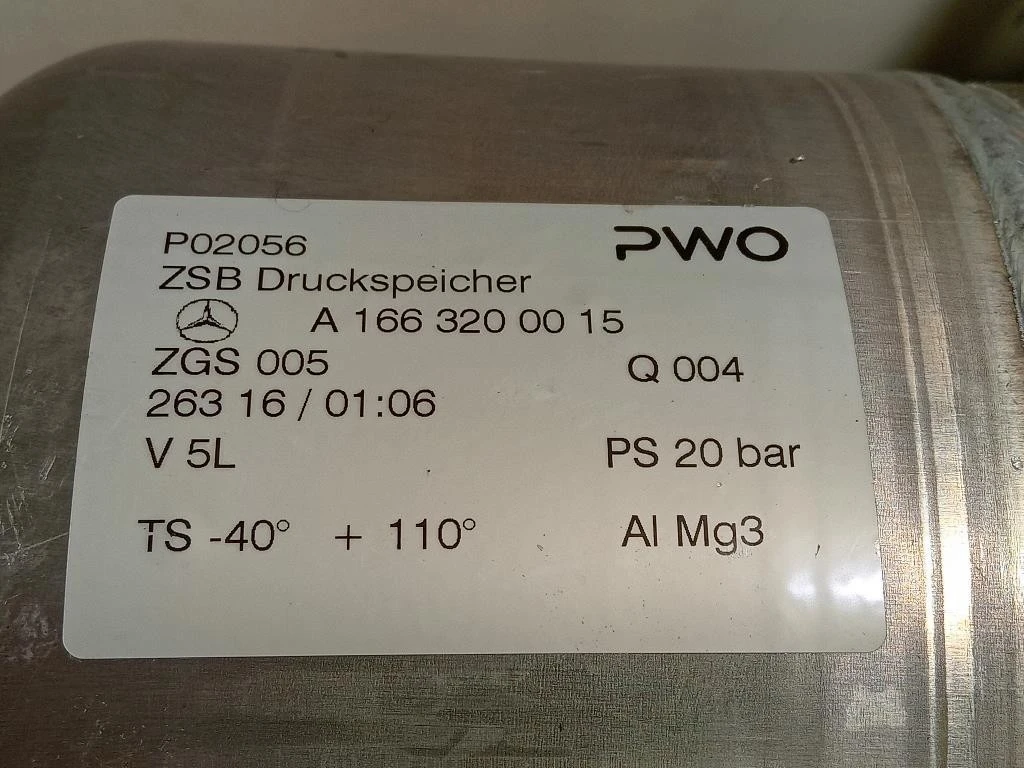 P02056 PWO
ZSB Druckspeicher
A 166 320 00 15
ZGS 005 Q 004
263 16 / 01:06
V 5L PS 20 bar
TS -40° + 110° Al Mg3